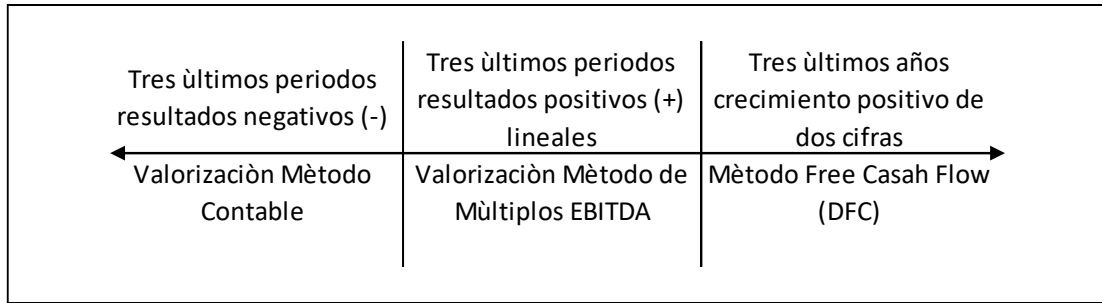 Tres ùltimos periodos
resultados negativos (-)
Tres ùltimos periodos
resultados positivos (+)
lineales
Tres ùltimos años
crecimiento positivo de
dos cifras
Valorizaciòn Mètodo
Contable
Valorizaciòn Mètodo de
Mùltiplos EBITDA
Mètodo Free Casah Flow
(DFC)